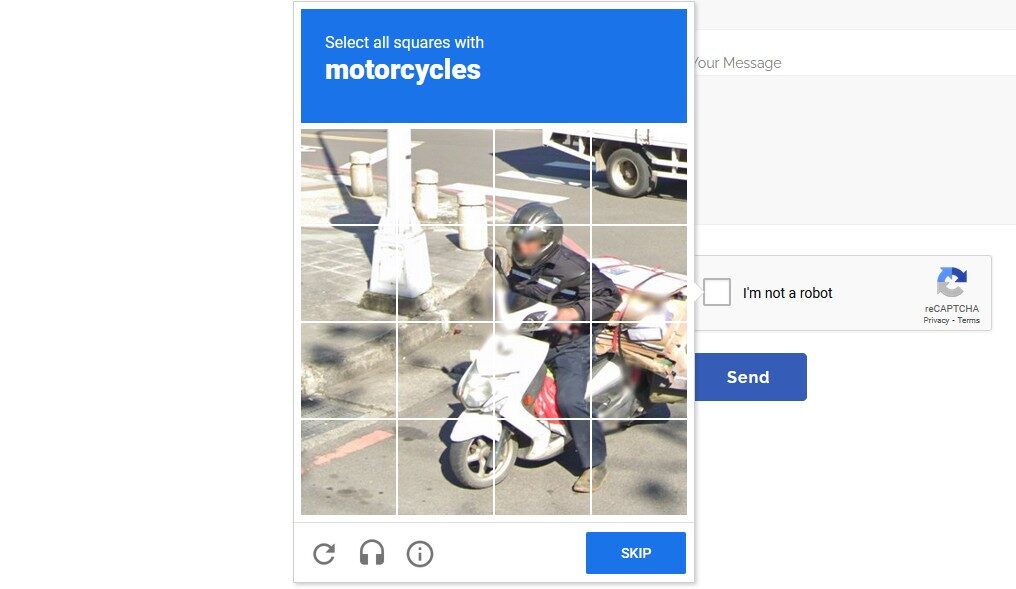 Select all squares with
motorcycles
Your Message
I'm not a robot
reCAPTCHA
Privacy - Terms
Send
SKIP